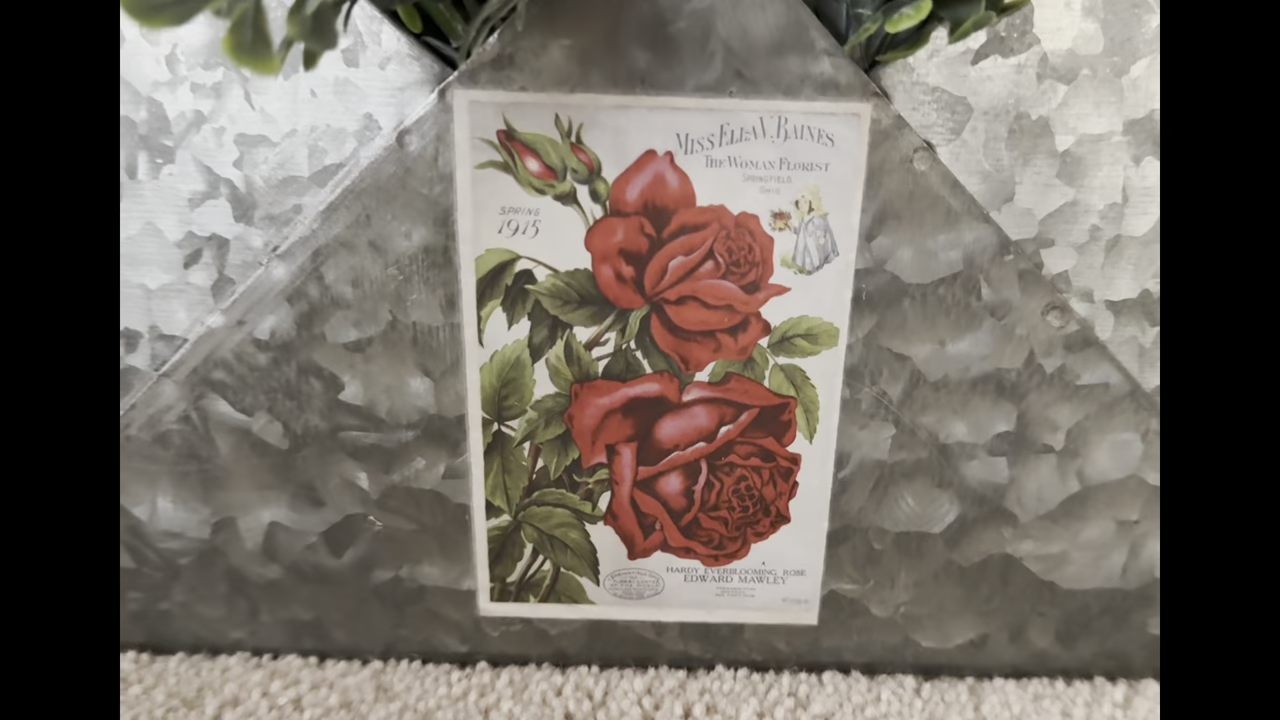 MISS ELLA V. BAINES
THE WOMAN FLORIST
SPRINGFIELD,
OHIO
SPRING
1915
HARDY EVERBLOOMING ROSE
EDWARD MAWLEY